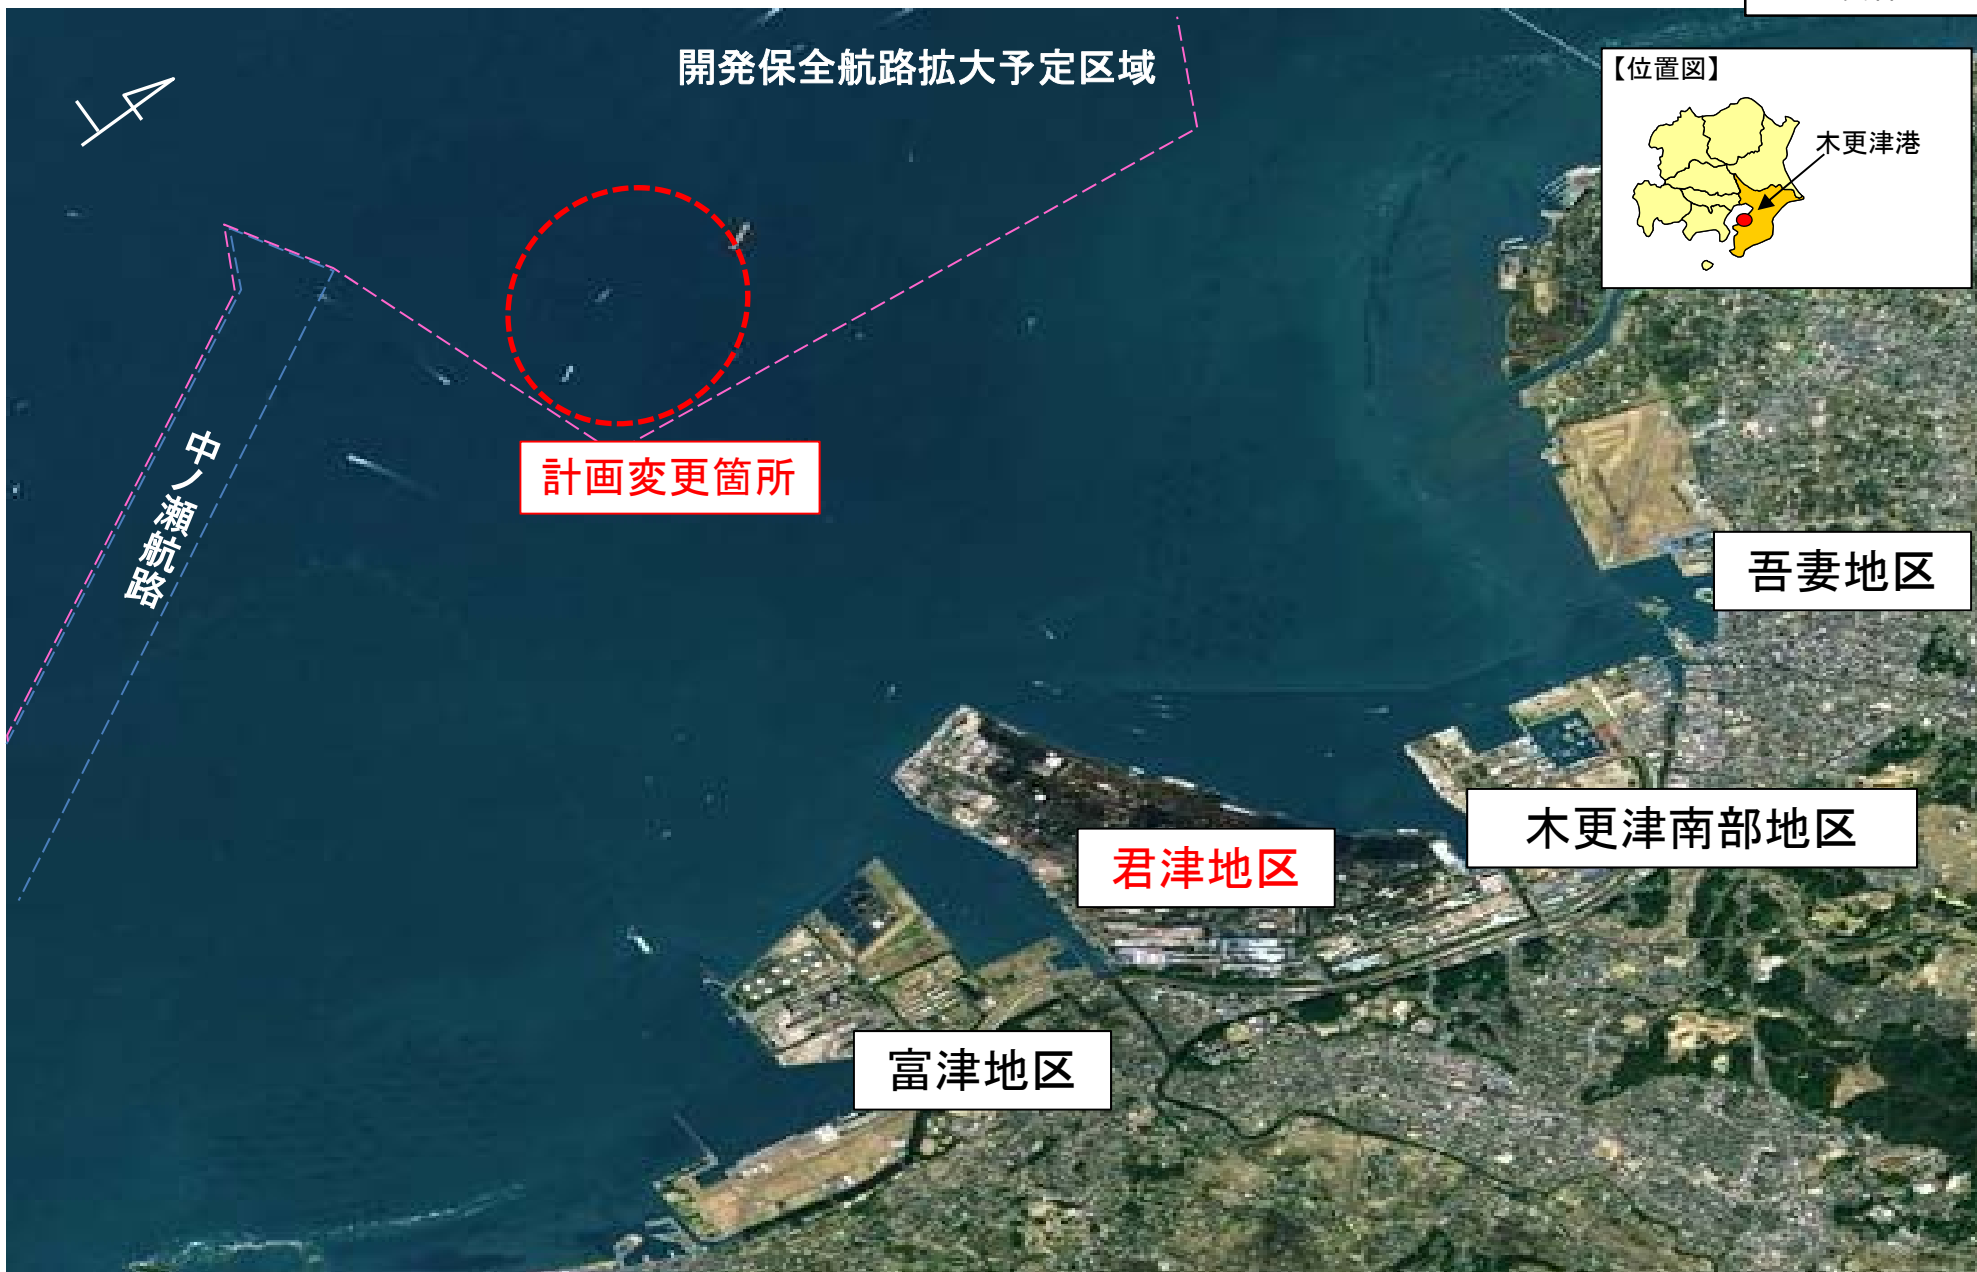 開発保全航路拡大予定区域
【位置図】
木更津港
中ノ瀬航路
計画変更箇所
吾妻地区
木更津南部地区
君津地区
富津地区